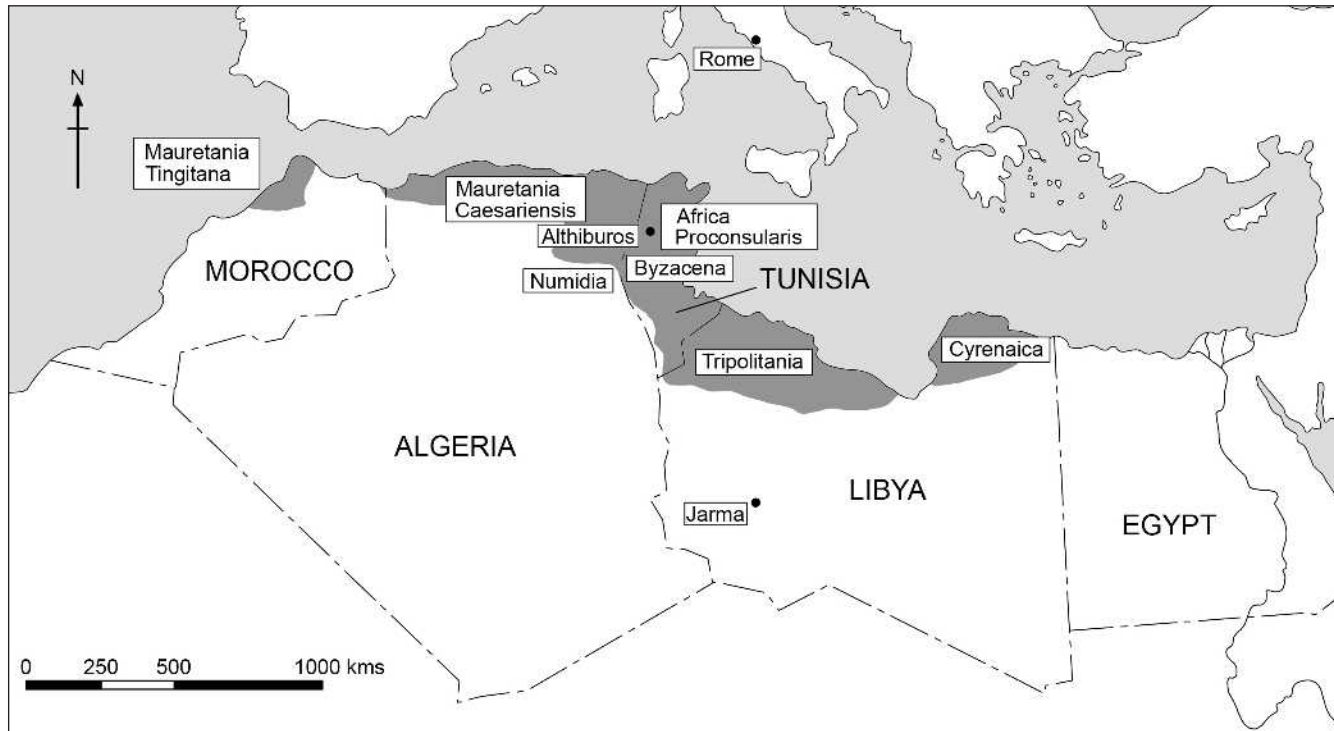 Rome
N
Mauretania
Tingitana
Mauretania
Caesariensis
Africa
Proconsularis
Althiburos
MOROCCO
Byzacena
Numidia
TUNISIA
Tripolitania
Cyrenaica
ALGERIA
LIBYA
Jarma
EGYPT
0 250 500 1000 kms